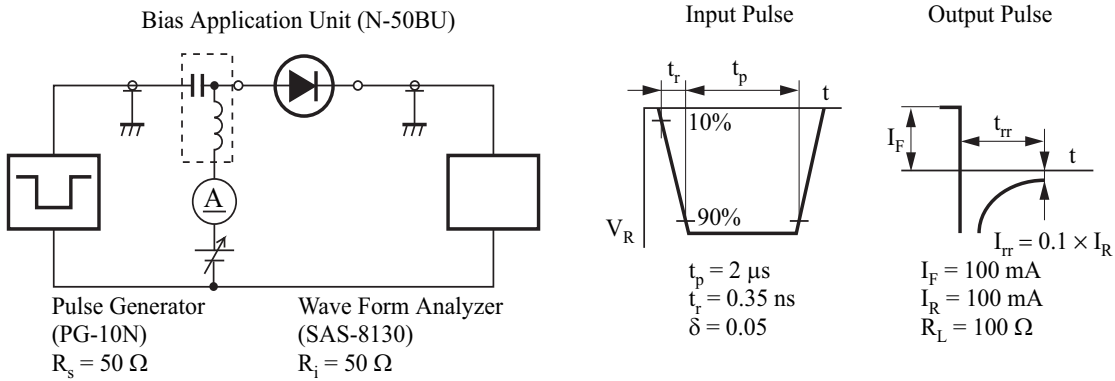 Bias Application Unit (N-50BU)
A
Pulse Generator
(PG-10N)
R_s = 50 Ω
Wave Form Analyzer
(SAS-8130)
R_i = 50 Ω
Input Pulse
t_r
t_p
t
10%
90%
V_R
t_p = 2 μs
t_r = 0.35 ns
δ = 0.05
Output Pulse
I_F
t_rr
t
I_rr = 0.1 × I_R
I_F = 100 mA
I_R = 100 mA
R_L = 100 Ω